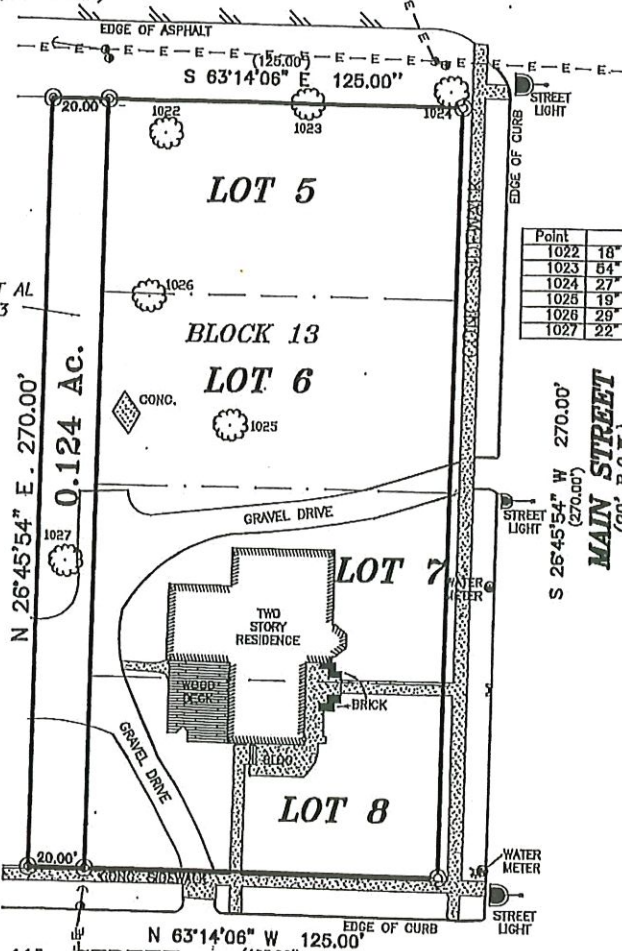 EDGE OF ASPHALT
E E E E E E E E E
(125.00')
S 63°14'06" E 125.00"
20.00'
1022
1023
1024
STREET
LIGHT
EDGE OF CURB
LOT 5
Point
1022 18"
1023 54"
1024 27"
1025 19"
1026 29"
1027 22"
AL
1026
BLOCK 13
LOT 6
CONC.
1025
0.124 Ac.
N 26°45'54" E . 270.00'
S 26°45'54" W 270.00'
(270.00')
MAIN STREET
STREET
LIGHT
GRAVEL DRIVE
1027
LOT 7
WATER
METER
TWO
STORY
RESIDENCE
WOOD
DECK
BRICK
BLDG
GRAVEL DRIVE
LOT 8
20.00'
CONC. SIDEWALK
WATER
METER
STREET
LIGHT
N 63°14'06" W 125.00'
EDGE OF CURB